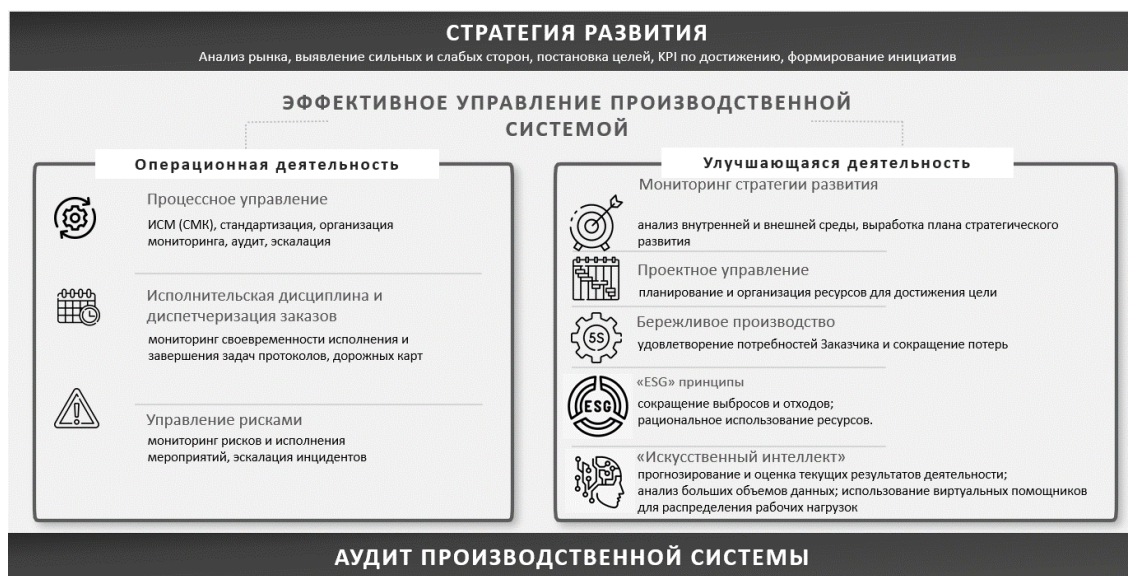 СТРАТЕГИЯ РАЗВИТИЯ
Анализ рынка, выявление сильных и слабых сторон, постановка целей, KPI по достижению, формирование инициатив
ЭФФЕКТИВНОЕ УПРАВЛЕНИЕ ПРОИЗВОДСТВЕННОЙ
СИСТЕМОЙ
Операционная деятельность
Процессное управление
ИСМ (СМК), стандартизация, организация
мониторинга, аудит, эскалация
Исполнительская дисциплина и
диспетчеризация заказов
мониторинг своевременности исполнения и
завершения задач протоколов, дорожных карт
Управление рисками
мониторинг рисков и исполнения
мероприятий, эскалация инцидентов
Улучшающаяся деятельность
Мониторинг стратегии развития
анализ внутренней и внешней среды, выработка плана стратегического
развития
Проектное управление
планирование и организация ресурсов для достижения цели
5S
Бережливое производство
удовлетворение потребностей Заказчика и сокращение потерь
ESG
«ESG» принципы
сокращение выбросов и отходов;
рациональное использование ресурсов.
«Искусственный интеллект»
прогнозирование и оценка текущих результатов деятельности;
анализ больших объемов данных; использование виртуальных помощников
для распределения рабочих нагрузок
АУДИТ ПРОИЗВОДСТВЕННОЙ СИСТЕМЫ